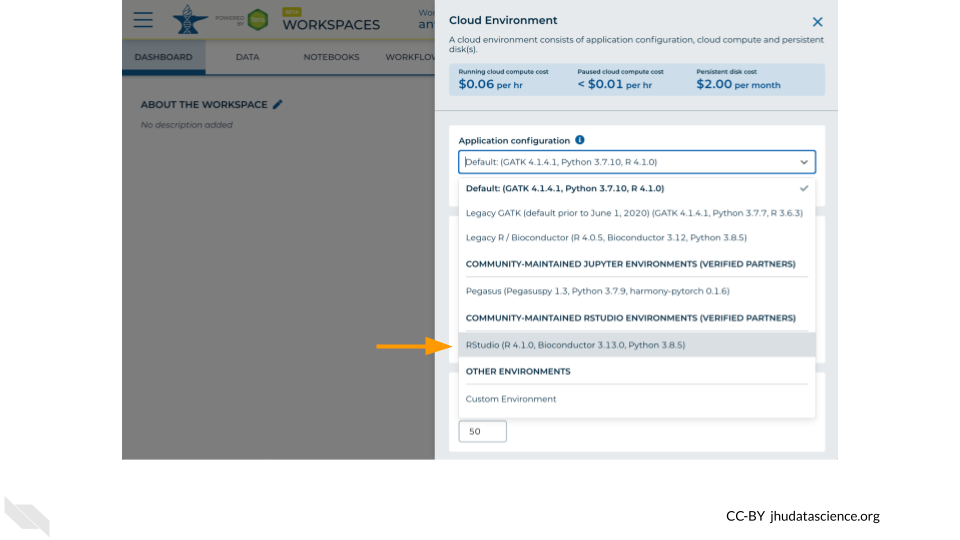 POWERED BY
Terra
BETA
WORKSPACES
Wor
an
DASHBOARD
DATA
NOTEBOOKS
WORKFLOW
ABOUT THE WORKSPACE
No description added
Cloud Environment
A cloud environment consists of application configuration, cloud compute and persistent
disk(s).
Running cloud compute cost
$0.06 per hr
Paused cloud compute cost
< $0.01 per hr
Persistent disk cost
$2.00 per month
Application configuration
Default: (GATK 4.1.4.1, Python 3.7.10, R 4.1.0)
Default: (GATK 4.1.4.1, Python 3.7.10, R 4.1.0)
Legacy GATK (default prior to June 1, 2020) (GATK 4.1.4.1, Python 3.7.7, R 3.6.3)
Legacy R / Bioconductor (R 4.0.5, Bioconductor 3.12, Python 3.8.5)
COMMUNITY-MAINTAINED JUPYTER ENVIRONMENTS (VERIFIED PARTNERS)
Pegasus (Pegasuspy 1.3, Python 3.7.9, harmony-pytorch 0.1.6)
COMMUNITY-MAINTAINED RSTUDIO ENVIRONMENTS (VERIFIED PARTNERS)
RStudio (R 4.1.0, Bioconductor 3.13.0, Python 3.8.5)
OTHER ENVIRONMENTS
Custom Environment
50
CC-BY jhudatascience.org